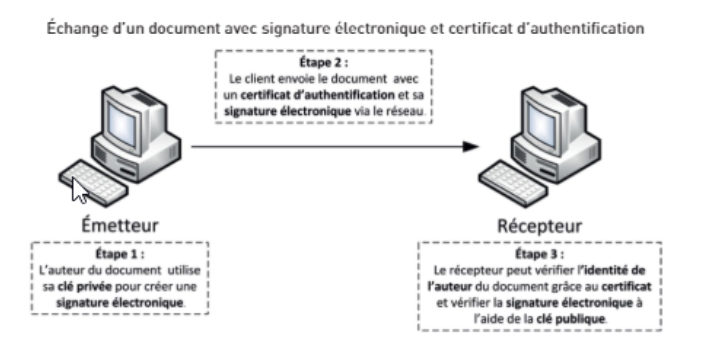 Échange d'un document avec signature électronique et certificat d'authentification
Étape 2 :
Le client envoie le document avec
un certificat d'authentification et sa
signature électronique via le réseau
Émetteur
Récepteur
Étape 1 :
L'auteur du document utilise
sa clé privée pour créer une
signature électronique.
Étape 3 :
Le récepteur peut vérifier l'identité de
l'auteur du document grâce au certificat
et vérifier la signature électronique à
l'aide de la clé publique.